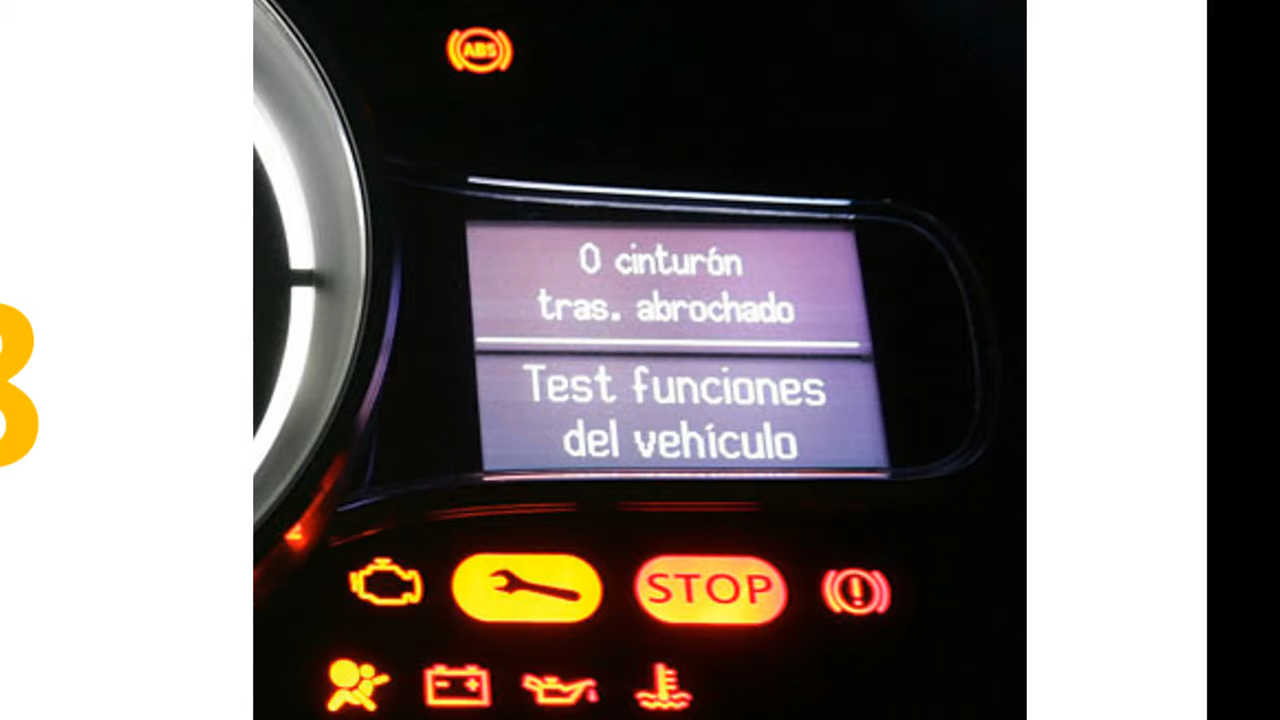 ABS
0 cinturón
tras. abrochado
Test funciones
del vehículo
STOP